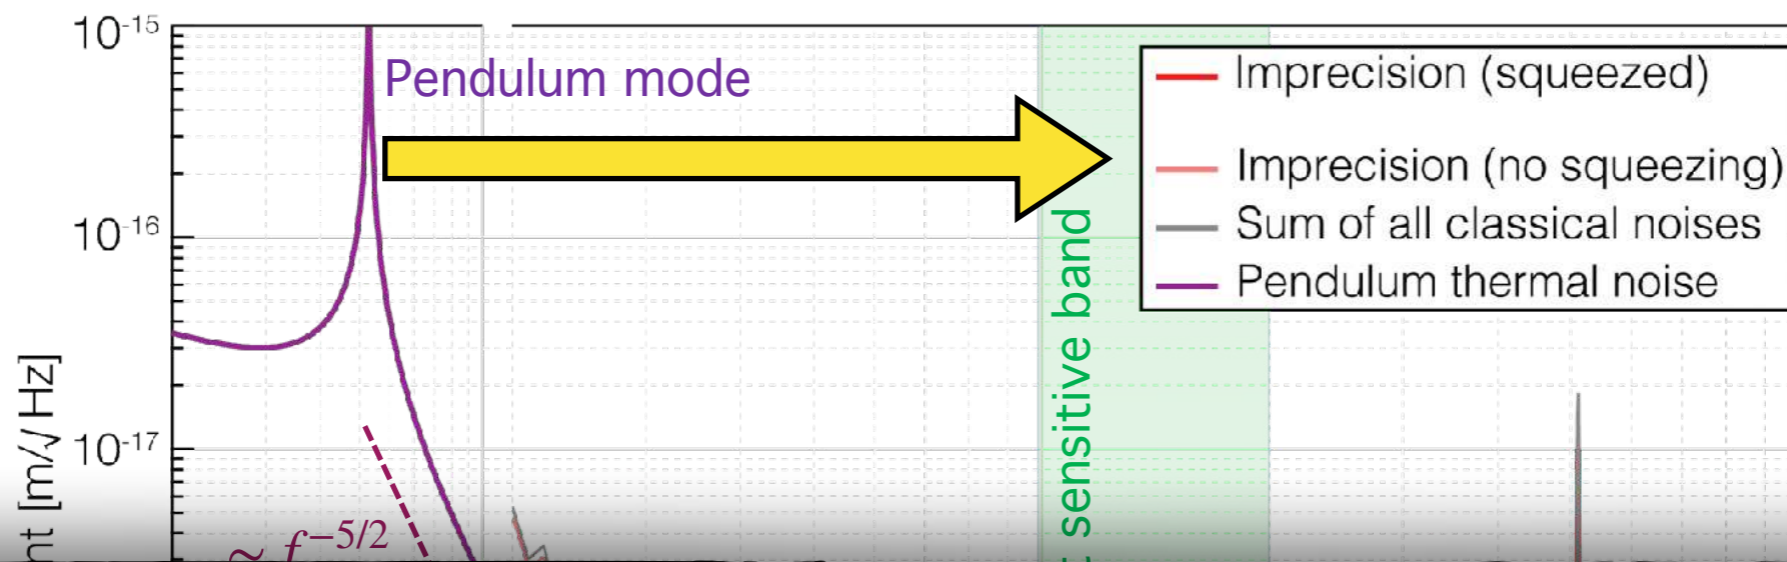 10⁻¹⁵
Pendulum mode
Imprecision (squeezed)
Imprecision (no squeezing)
10⁻¹⁶
Sum of all classical noises
Pendulum thermal noise
sensitive band
10⁻¹⁷
[m/√Hz]
~ f⁻⁵/²